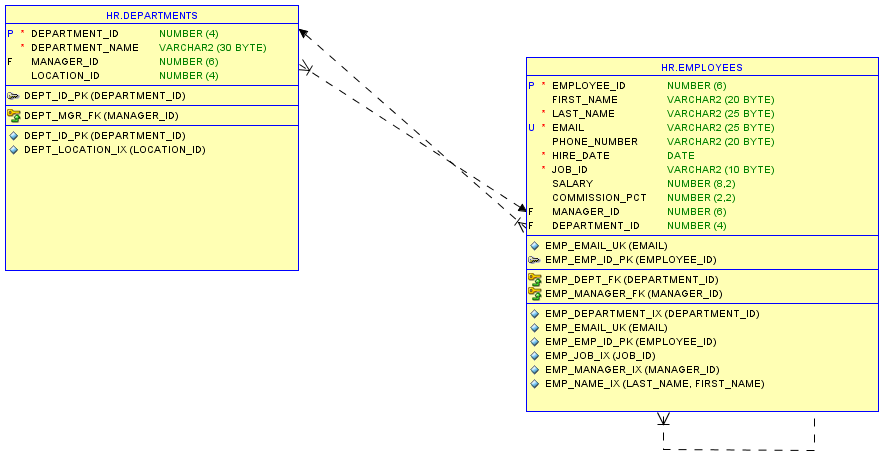 HR.DEPARTMENTS
P * DEPARTMENT_ID NUMBER (4)
* DEPARTMENT_NAME VARCHAR2 (30 BYTE)
F MANAGER_ID NUMBER (6)
LOCATION_ID NUMBER (4)
DEPT_ID_PK (DEPARTMENT_ID)
DEPT_MGR_FK (MANAGER_ID)
DEPT_ID_PK (DEPARTMENT_ID)
DEPT_LOCATION_IX (LOCATION_ID)
HR.EMPLOYEES
P * EMPLOYEE_ID NUMBER (6)
FIRST_NAME VARCHAR2 (20 BYTE)
* LAST_NAME VARCHAR2 (25 BYTE)
U * EMAIL VARCHAR2 (25 BYTE)
PHONE_NUMBER VARCHAR2 (20 BYTE)
* HIRE_DATE DATE
* JOB_ID VARCHAR2 (10 BYTE)
SALARY NUMBER (8,2)
COMMISSION_PCT NUMBER (2,2)
F MANAGER_ID NUMBER (6)
F DEPARTMENT_ID NUMBER (4)
EMP_EMAIL_UK (EMAIL)
EMP_EMP_ID_PK (EMPLOYEE_ID)
EMP_DEPT_FK (DEPARTMENT_ID)
EMP_MANAGER_FK (MANAGER_ID)
EMP_DEPARTMENT_IX (DEPARTMENT_ID)
EMP_EMAIL_UK (EMAIL)
EMP_EMP_ID_PK (EMPLOYEE_ID)
EMP_JOB_IX (JOB_ID)
EMP_MANAGER_IX (MANAGER_ID)
EMP_NAME_IX (LAST_NAME, FIRST_NAME)